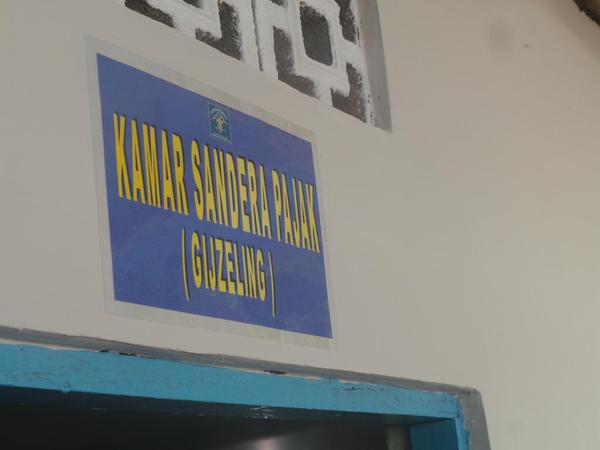 KAMAR SANDERA PAJAK
( GIJZELING )